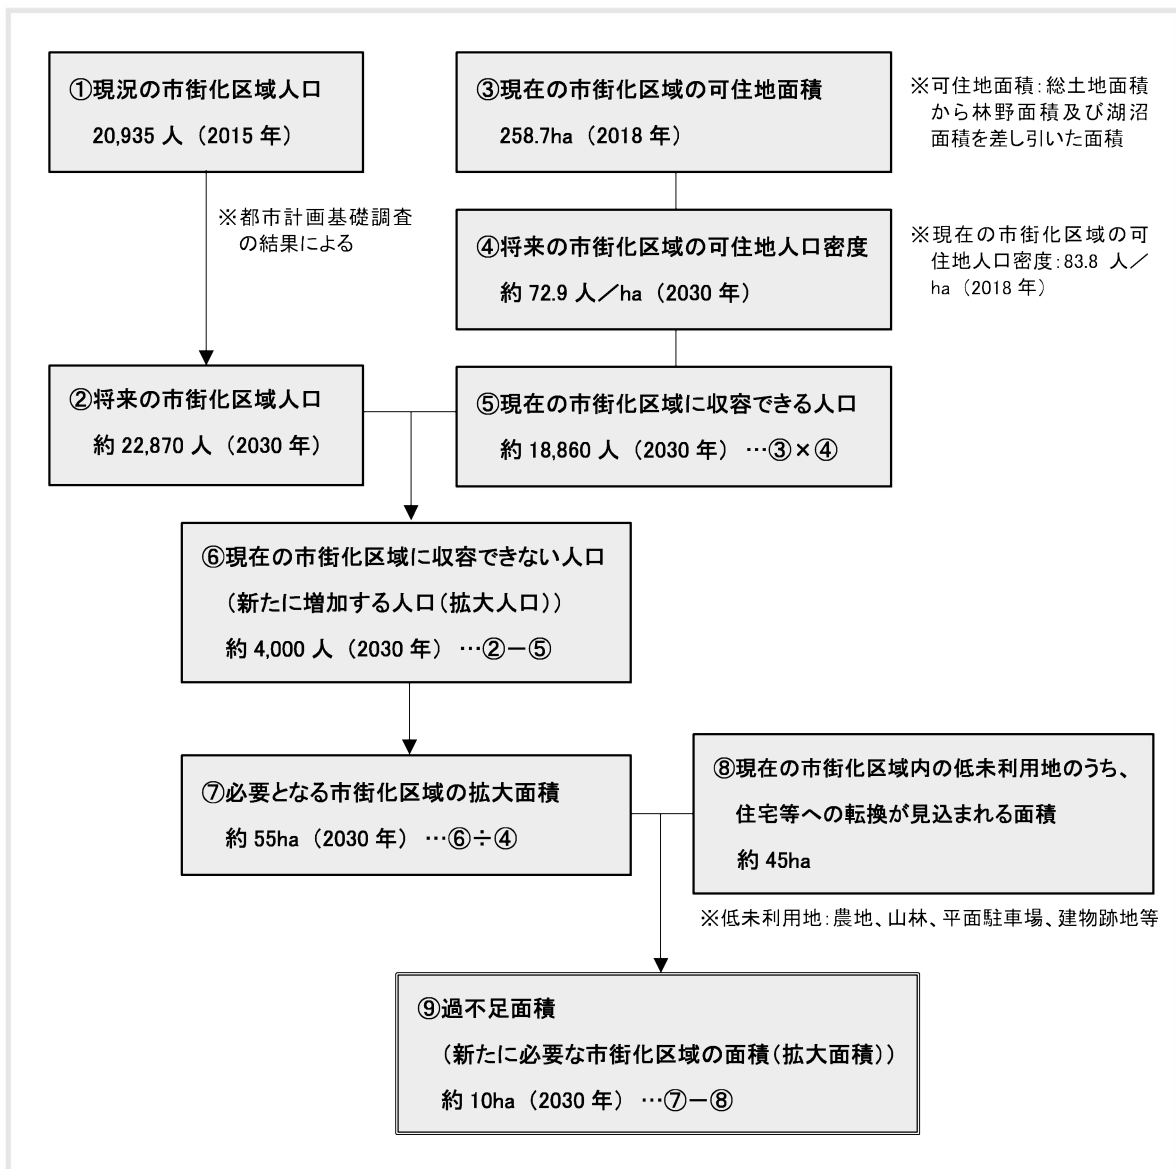 ①現況の市街化区域人口
20,935 人（2015 年）
③現在の市街化区域の可住地面積
258.7ha（2018 年）
※可住地面積：総土地面積
から林野面積及び湖沼
面積を差し引いた面積
※都市計画基礎調査
の結果による
④将来の市街化区域の可住地人口密度
約 72.9 人／ha（2030 年）
※現在の市街化区域の可
住地人口密度：83.8 人／
ha（2018 年）
②将来の市街化区域人口
約 22,870 人（2030 年）
⑤現在の市街化区域に収容できる人口
約 18,860 人（2030 年）…③×④
⑥現在の市街化区域に収容できない人口
（新たに増加する人口（拡大人口））
約 4,000 人（2030 年）…②－⑤
⑦必要となる市街化区域の拡大面積
約 55ha（2030 年）…⑥÷④
⑧現在の市街化区域内の低未利用地のうち、
住宅等への転換が見込まれる面積
約 45ha
※低未利用地：農地、山林、平面駐車場、建物跡地等
⑨過不足面積
（新たに必要な市街化区域の面積（拡大面積））
約 10ha（2030 年）…⑦－⑧